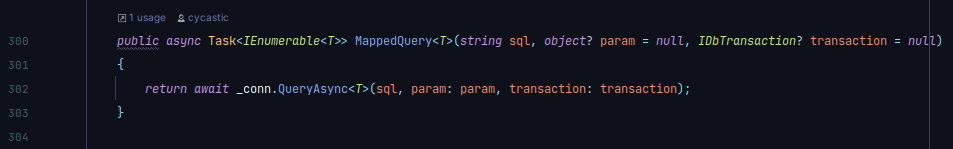 1 usage cycastic
300 public async Task<IEnumerable<T>> MappedQuery<T>(string sql, object? param = null, IDbTransaction? transaction = null)
301 {
302 return await _conn.QueryAsync<T>(sql, param: param, transaction: transaction);
303 }
304